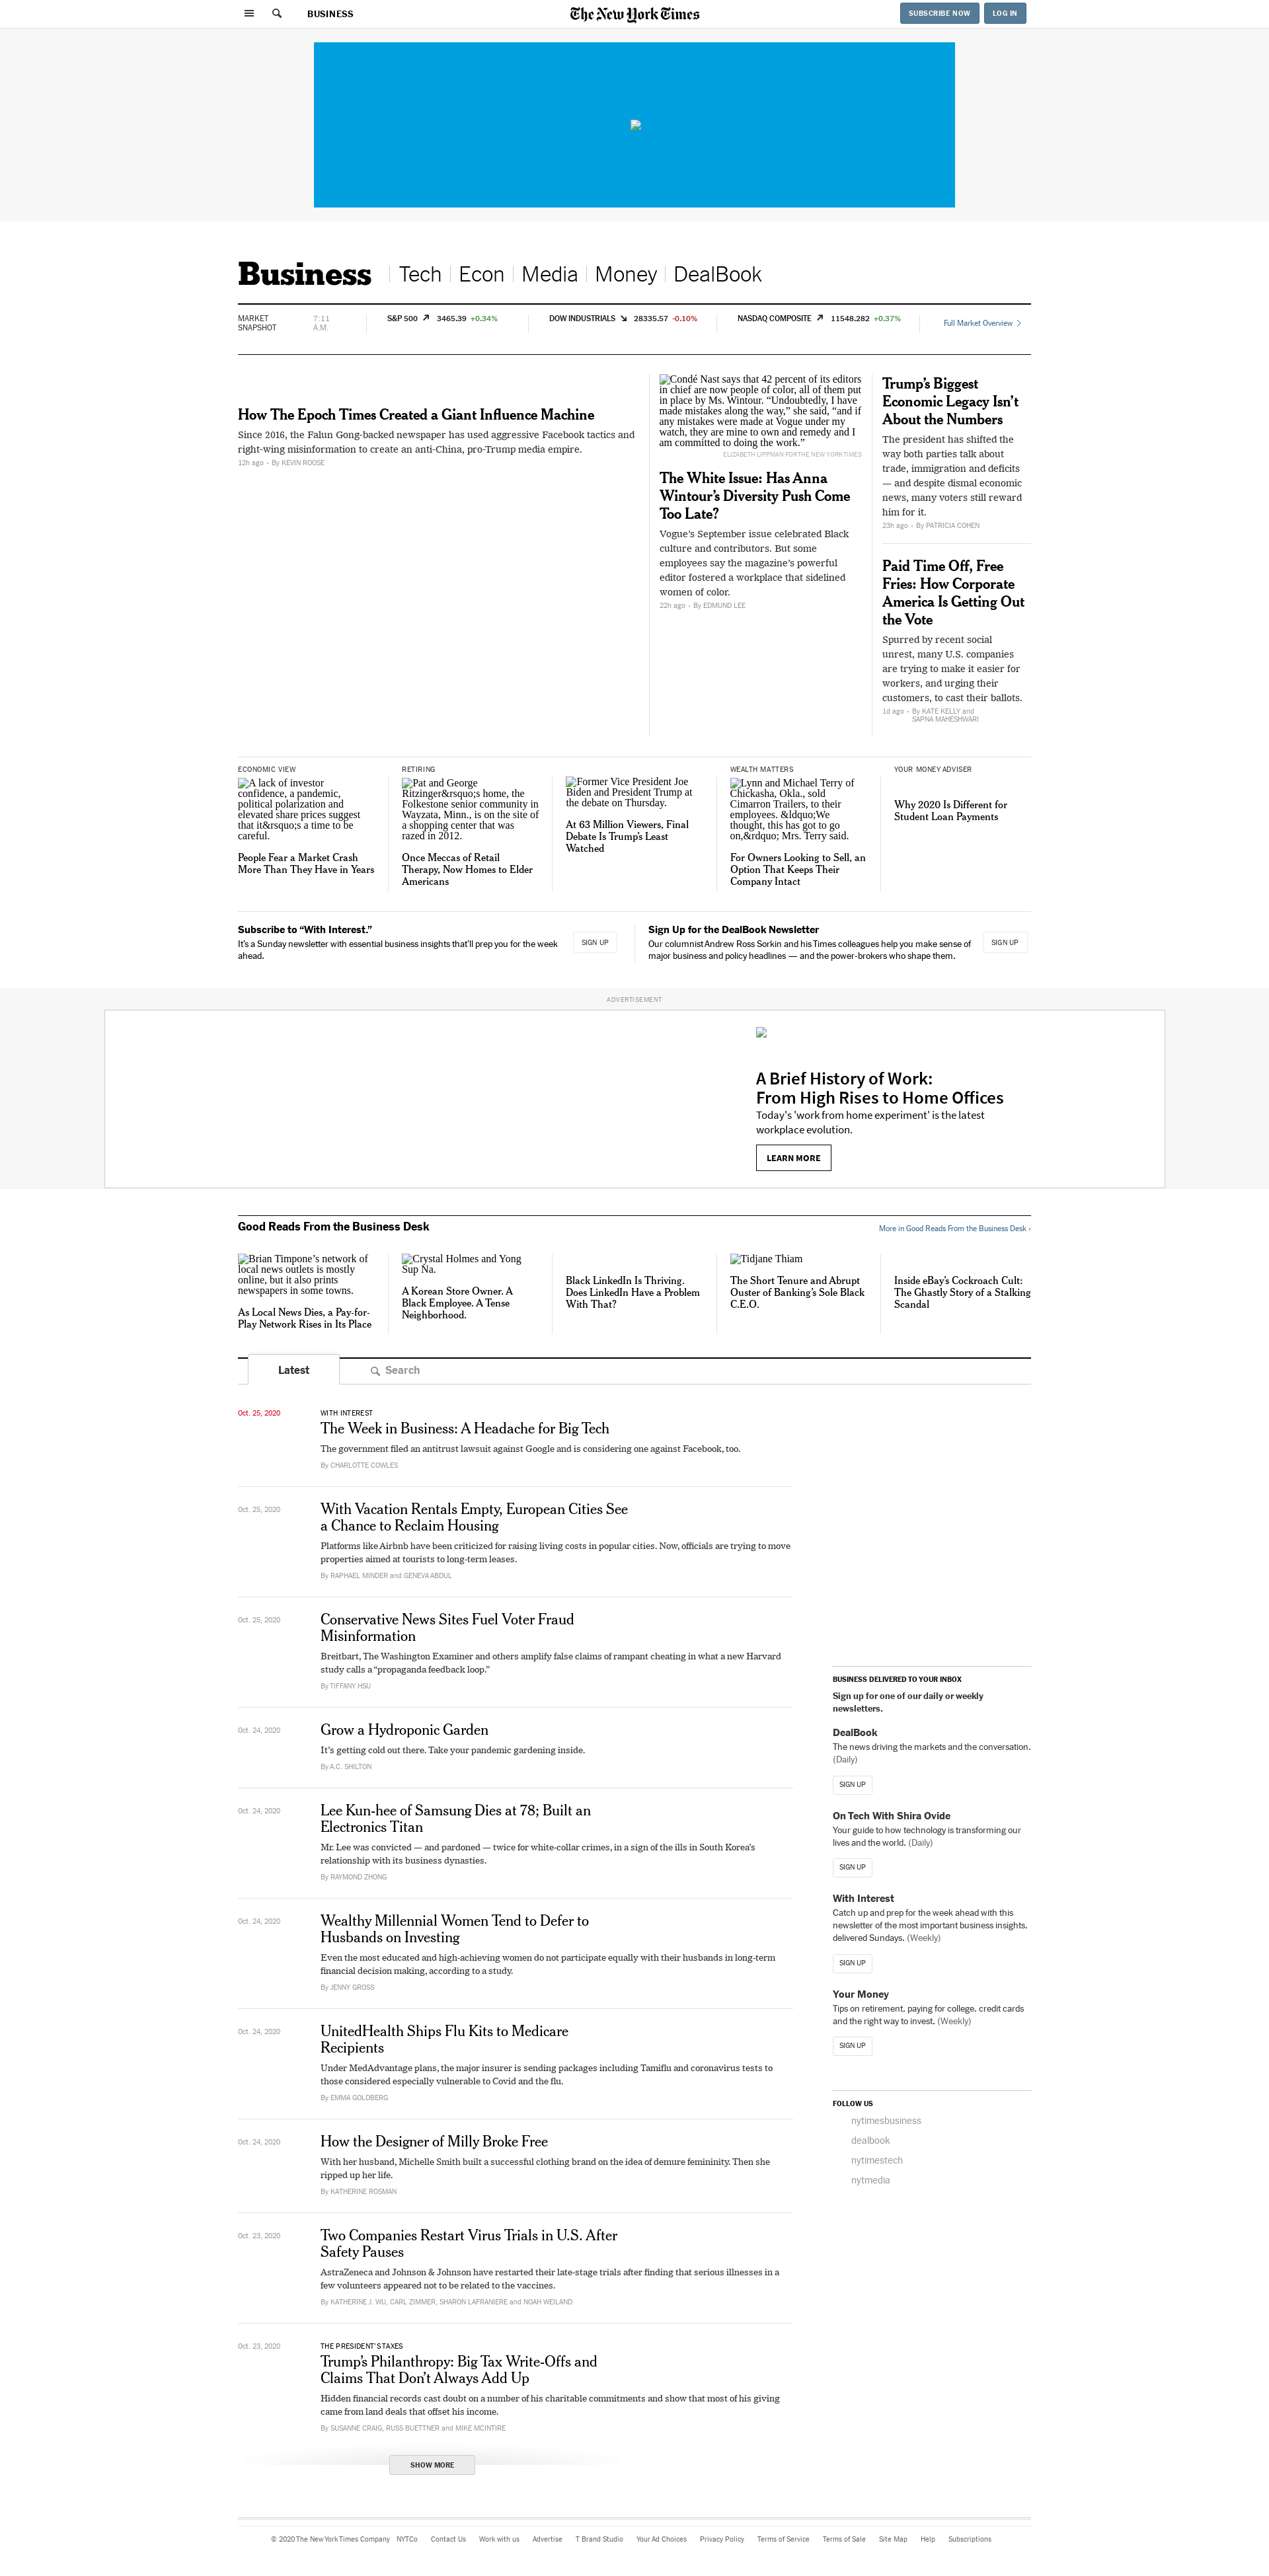 BUSINESS
The New York Times
SUBSCRIBE NOW
LOG IN
Business
Tech
Econ
Media
Money
DealBook
MARKET
SNAPSHOT
7:11
A.M.
S&P 500 3465.39 +0.34%
DOW INDUSTRIALS 28335.57 -0.10%
NASDAQ COMPOSITE 11548.282 +0.37%
Full Market Overview
How The Epoch Times Created a Giant Influence Machine
Since 2016, the Falun Gong-backed newspaper has used aggressive Facebook tactics and
right-wing misinformation to create an anti-China, pro-Trump media empire.
12h ago • By KEVIN ROOSE
Condé Nast says that 42 percent of its editors
in chief are now people of color, all of them put
in place by Ms. Wintour. “Undoubtedly, I have
made mistakes along the way,” she said, “and if
any mistakes were made at Vogue under my
watch, they are mine to own and remedy and I
am committed to doing the work.”
ELIZABETH LIPPMAN FOR THE NEW YORK TIMES
The White Issue: Has Anna
Wintour’s Diversity Push Come
Too Late?
Vogue’s September issue celebrated Black
culture and contributors. But some
employees say the magazine’s powerful
editor fostered a workplace that sidelined
women of color.
22h ago • By EDMUND LEE
Trump’s Biggest
Economic Legacy Isn’t
About the Numbers
The president has shifted the
way both parties talk about
trade, immigration and deficits
— and despite dismal economic
news, many voters still reward
him for it.
23h ago • By PATRICIA COHEN
Paid Time Off, Free
Fries: How Corporate
America Is Getting Out
the Vote
Spurred by recent social
unrest, many U.S. companies
are trying to make it easier for
workers, and urging their
customers, to cast their ballots.
1d ago • By KATE KELLY and
SAPNA MAHESHWARI
ECONOMIC VIEW
A lack of investor
confidence, a pandemic,
political polarization and
elevated share prices suggest
that it&rsquo;s a time to be
careful.
People Fear a Market Crash
More Than They Have in Years
RETIRING
Pat and George
Ritzinger&rsquo;s home, the
Folkestone senior community in
Wayzata, Minn., is on the site of
a shopping center that was
razed in 2012.
Once Meccas of Retail
Therapy, Now Homes to Elder
Americans
Former Vice President Joe
Biden and President Trump at
the debate on Thursday.
At 63 Million Viewers, Final
Debate Is Trump’s Least
Watched
WEALTH MATTERS
Lynn and Michael Terry of
Chickasha, Okla., sold
Cimarron Trailers, to their
employees. &ldquo;We
thought, this has got to go
on,&rdquo; Mrs. Terry said.
For Owners Looking to Sell, an
Option That Keeps Their
Company Intact
YOUR MONEY ADVISER
Why 2020 Is Different for
Student Loan Payments
Subscribe to “With Interest.”
It’s a Sunday newsletter with essential business insights that’ll prep you for the week
ahead.
SIGN UP
Sign Up for the DealBook Newsletter
Our columnist Andrew Ross Sorkin and his Times colleagues help you make sense of
major business and policy headlines — and the power-brokers who shape them.
SIGN UP
ADVERTISEMENT
A Brief History of Work:
From High Rises to Home Offices
Today's 'work from home experiment' is the latest
workplace evolution.
LEARN MORE
Good Reads From the Business Desk
More in Good Reads From the Business Desk ›
Brian Timpone’s network of
local news outlets is mostly
online, but it also prints
newspapers in some towns.
As Local News Dies, a Pay-for-
Play Network Rises in Its Place
Crystal Holmes and Yong
Sup Na.
A Korean Store Owner. A
Black Employee. A Tense
Neighborhood.
Black LinkedIn Is Thriving.
Does LinkedIn Have a Problem
With That?
Tidjane Thiam
The Short Tenure and Abrupt
Ouster of Banking’s Sole Black
C.E.O.
Inside eBay’s Cockroach Cult:
The Ghastly Story of a Stalking
Scandal
Latest
Search
Oct. 25, 2020
WITH INTEREST
The Week in Business: A Headache for Big Tech
The government filed an antitrust lawsuit against Google and is considering one against Facebook, too.
By CHARLOTTE COWLES
Oct. 25, 2020
With Vacation Rentals Empty, European Cities See
a Chance to Reclaim Housing
Platforms like Airbnb have been criticized for raising living costs in popular cities. Now, officials are trying to move
properties aimed at tourists to long-term leases.
By RAPHAEL MINDER and GENEVA ABDUL
Oct. 25, 2020
Conservative News Sites Fuel Voter Fraud
Misinformation
Breitbart, The Washington Examiner and others amplify false claims of rampant cheating in what a new Harvard
study calls a “propaganda feedback loop.”
By TIFFANY HSU
Oct. 24, 2020
Grow a Hydroponic Garden
It’s getting cold out there. Take your pandemic gardening inside.
By A.C. SHILTON
Oct. 24, 2020
Lee Kun-hee of Samsung Dies at 78; Built an
Electronics Titan
Mr. Lee was convicted — and pardoned — twice for white-collar crimes, in a sign of the ills in South Korea’s
relationship with its business dynasties.
By RAYMOND ZHONG
Oct. 24, 2020
Wealthy Millennial Women Tend to Defer to
Husbands on Investing
Even the most educated and high-achieving women do not participate equally with their husbands in long-term
financial decision making, according to a study.
By JENNY GROSS
Oct. 24, 2020
UnitedHealth Ships Flu Kits to Medicare
Recipients
Under MedAdvantage plans, the major insurer is sending packages including Tamiflu and coronavirus tests to
those considered especially vulnerable to Covid and the flu.
By EMMA GOLDBERG
Oct. 24, 2020
How the Designer of Milly Broke Free
With her husband, Michelle Smith built a successful clothing brand on the idea of demure femininity. Then she
ripped up her life.
By KATHERINE ROSMAN
Oct. 23, 2020
Two Companies Restart Virus Trials in U.S. After
Safety Pauses
AstraZeneca and Johnson & Johnson have restarted their late-stage trials after finding that serious illnesses in a
few volunteers appeared not to be related to the vaccines.
By KATHERINE J. WU, CARL ZIMMER, SHARON LAFRANIERE and NOAH WEILAND
Oct. 23, 2020
THE PRESIDENT'S TAXES
Trump’s Philanthropy: Big Tax Write-Offs and
Claims That Don’t Always Add Up
Hidden financial records cast doubt on a number of his charitable commitments and show that most of his giving
came from land deals that offset his income.
By SUSANNE CRAIG, RUSS BUETTNER and MIKE MCINTIRE
SHOW MORE
BUSINESS DELIVERED TO YOUR INBOX
Sign up for one of our daily or weekly
newsletters.
DealBook
The news driving the markets and the conversation.
(Daily)
SIGN UP
On Tech With Shira Ovide
Your guide to how technology is transforming our
lives and the world. (Daily)
SIGN UP
With Interest
Catch up and prep for the week ahead with this
newsletter of the most important business insights,
delivered Sundays. (Weekly)
SIGN UP
Your Money
Tips on retirement, paying for college, credit cards
and the right way to invest. (Weekly)
SIGN UP
FOLLOW US
nytimesbusiness
dealbook
nytimestech
nytmedia
© 2020 The New York Times Company NYTCo Contact Us Work with us Advertise T Brand Studio Your Ad Choices Privacy Policy Terms of Service Terms of Sale Site Map Help Subscriptions